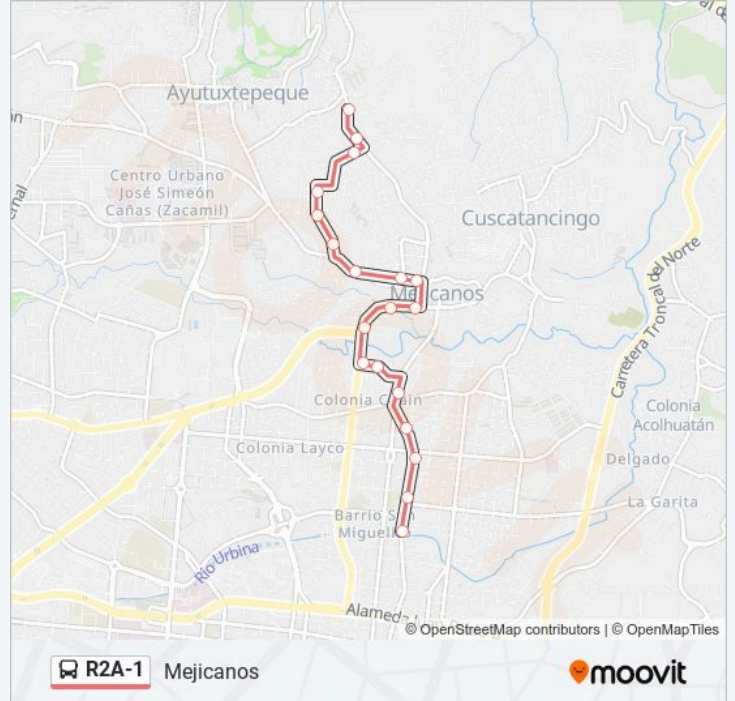 Ayutuxtepeque
Centro Urbano
José Simeón
Cañas (Zacamil)
Cuscatancingo
Mejicanos
Carretera Troncal del Norte
Colonia
Acolhuatán
Colonia Layco
Delgado
La Garita
Barrio San
Río Urbina
Alameda
© OpenStreetMap contributors | © OpenMapTiles
R2A-1 Mejicanos
moovit